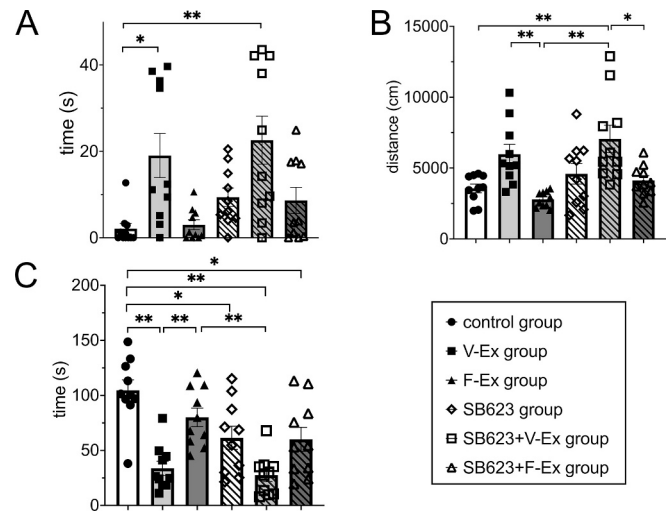 A
**
*
time (s)
40
20
0
B
15000
10000
5000
0
distance (cm)
**
*
**
**
C
200
150
100
50
0
time (s)
*
**
*
**
**
**
control group
V-Ex group
F-Ex group
SB623 group
SB623+V-Ex group
SB623+F-Ex group